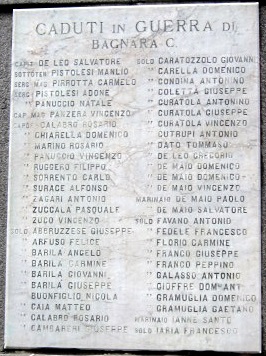 CADUTI IN GUERRA DI
BAGNARA C.
CAPIT. DE LEO SALVATORE
SOTTOTEN. PISTOLESI MANLIO
SERG. MAG. PIRROTTA CARMELO
SERG. PISTOLESI ADONE
" PANUCCIO NATALE
CAP. MAG. PANZERA VINCENZO
CALABRO ROSARIO
" CHIARELLA DOMENICO
" MARINO ROSARIO
" PANUCCIO VINCENZO
" RUGGERO FILIPPO
" SORRENTO CARLO
" SURACE ALFONSO
" ZAGARI ANTONIO
" ZUCCALA PASQUALE
" ZOCO VINCENZO
SOLD. ABBRUZZESE GIUSEPPE
" ARFUSO FELICE
" BARILA ANGELO
" BARILA CARMINE
" BARILA GIOVANNI
" BARILA GIUSEPPE
" BUONFIGLIO NICOLA
" CAIA MATTEO
" CALABRO ROSARIO
" GIUSEPPE
SOLD CARATOZZOLO GIOVANNI
" CARELLA DOMENICO
" CONDINA ANTONINO
" COLETTA GIUSEPPE
" CURATOLA ANTONINO
" CURATOLA GIUSEPPE
" CURATOLA VINCENZO
" CUTRUPI ANTONIO
" DATO TOMMASO
" DE LEO GREGORIO
" DE MAIO DOMENICO
" DE MAIO DOMENICO
" DE MAIO VINCENZO
MARINAIO DE MAIO PAOLO
" DE MAIO SALVATORE
SOLD FAVANO ANTONIO
" FEDELE FRANCESCO
" FLORIO CARMINE
" FRANCO GIUSEPPE
" FRANCO PEPPINO
" GALASSO ANTONIO
" GIOFFRE
" GRAMUGLIA DOMENICO
" GRAMUGLIA GAETANO
MARINAIO IANNE SANTO
SOLD IARIA FRANCESCO